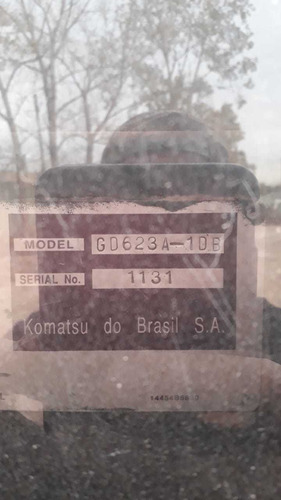 MODEL GD623A-1DB
SERIAL No. 1131
Komatsu do Brasil S.A.